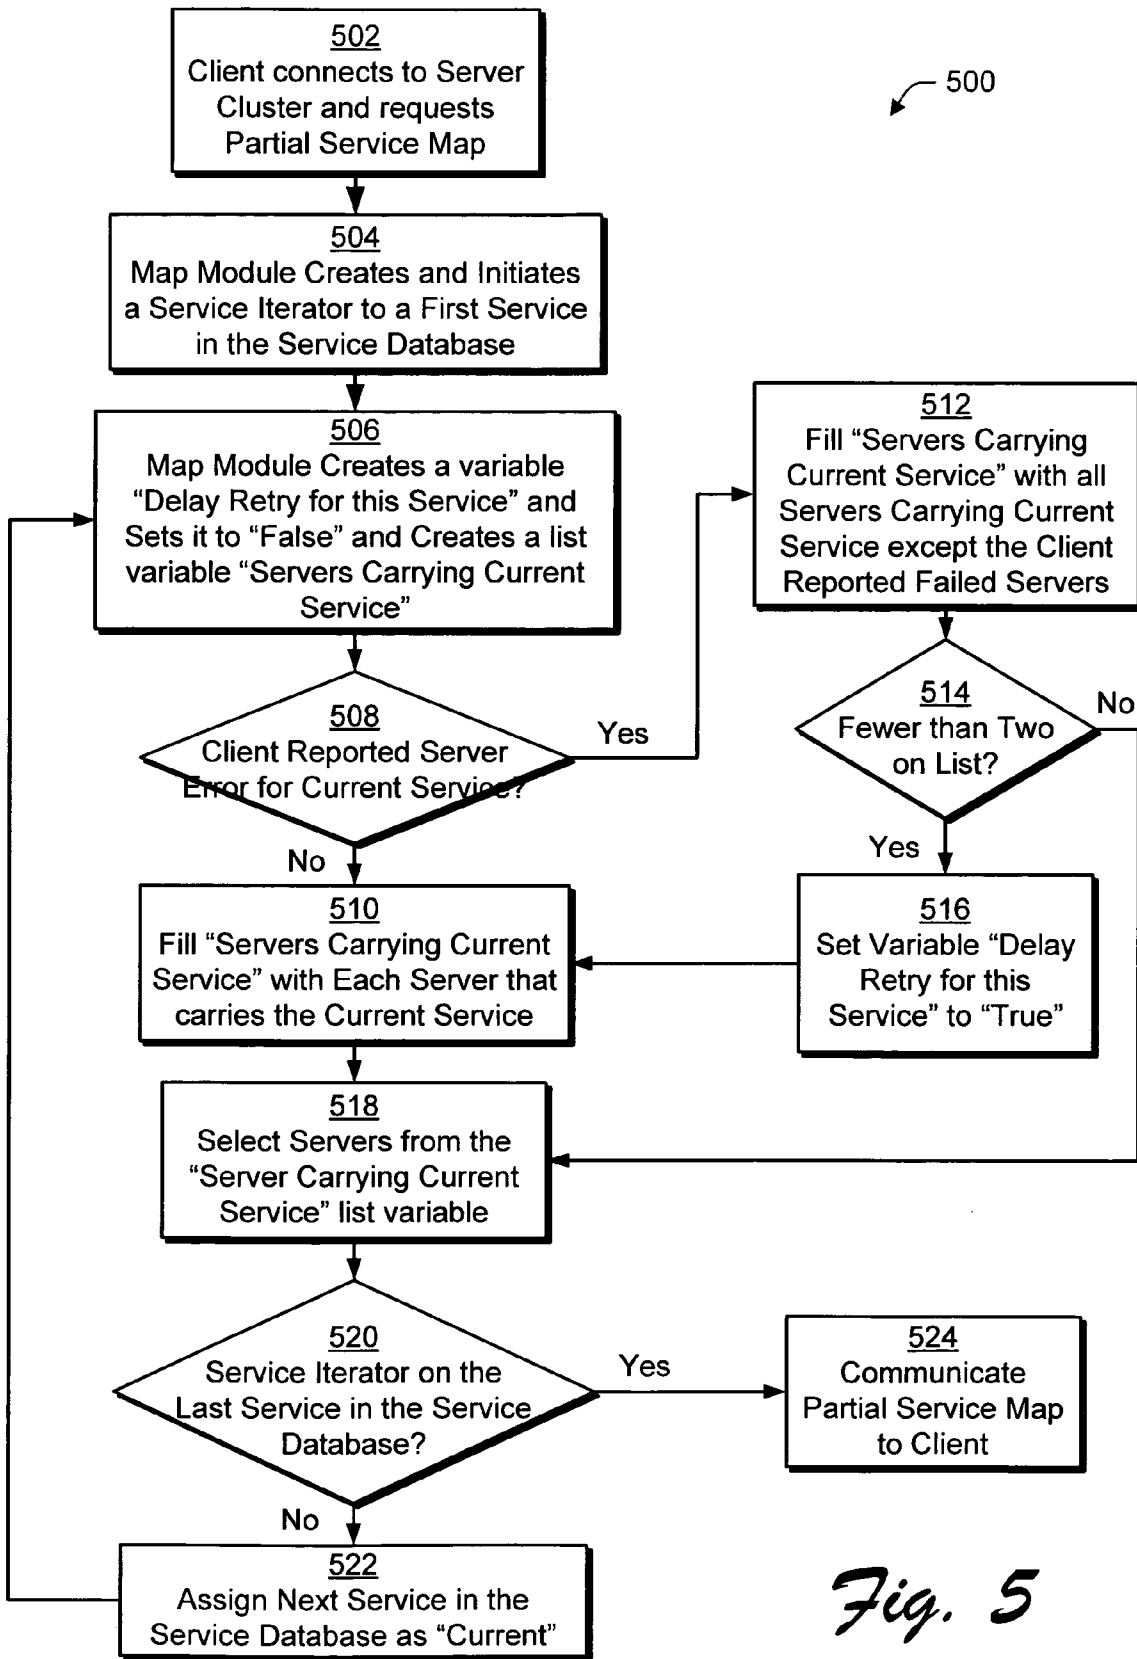 502
Client connects to Server
Cluster and requests
Partial Service Map
500
504
Map Module Creates and Initiates
a Service Iterator to a First Service
in the Service Database
506
Map Module Creates a variable
“Delay Retry for this Service” and
Sets it to “False” and Creates a list
variable “Servers Carrying Current
Service”
512
Fill “Servers Carrying
Current Service” with all
Servers Carrying Current
Service except the Client
Reported Failed Servers
508
Client Reported Server
Error for Current Service?
Yes
No
514
Fewer than Two
on List?
No
Yes
510
Fill “Servers Carrying Current
Service” with Each Server that
carries the Current Service
516
Set Variable “Delay
Retry for this
Service” to “True”
518
Select Servers from the
“Server Carrying Current
Service” list variable
520
Service Iterator on the
Last Service in the Service
Database?
Yes
No
524
Communicate
Partial Service Map
to Client
522
Assign Next Service in the
Service Database as “Current”
Fig. 5